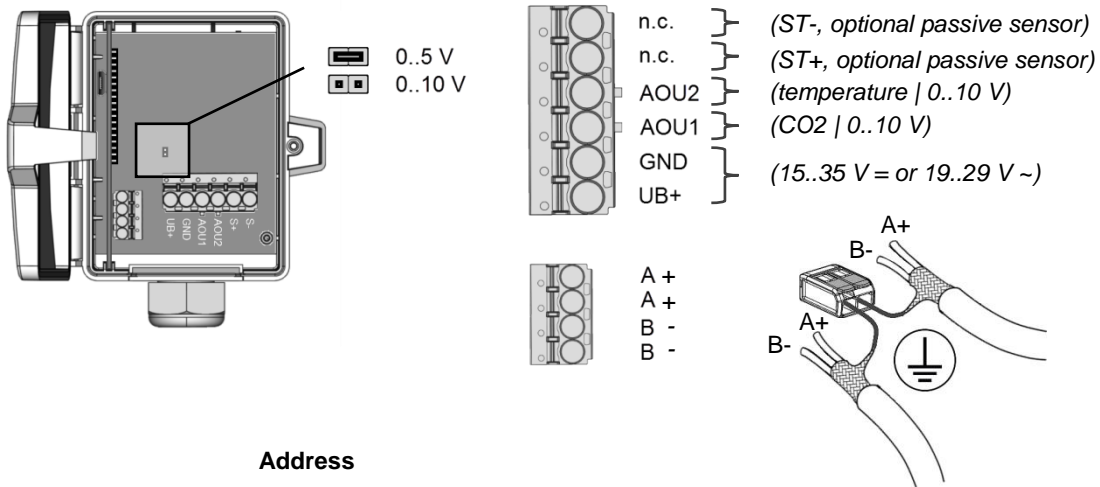 0..5 V
0..10 V
UB+
GND
AOU1
AOU2
S+
S-
n.c. (ST-, optional passive sensor)
n.c. (ST+, optional passive sensor)
AOU2 (temperature | 0..10 V)
AOU1 (CO2 | 0..10 V)
GND
UB+
(15..35 V = or 19..29 V ~)
A +
A +
B -
B -
A+
B-
A+
B-
Address